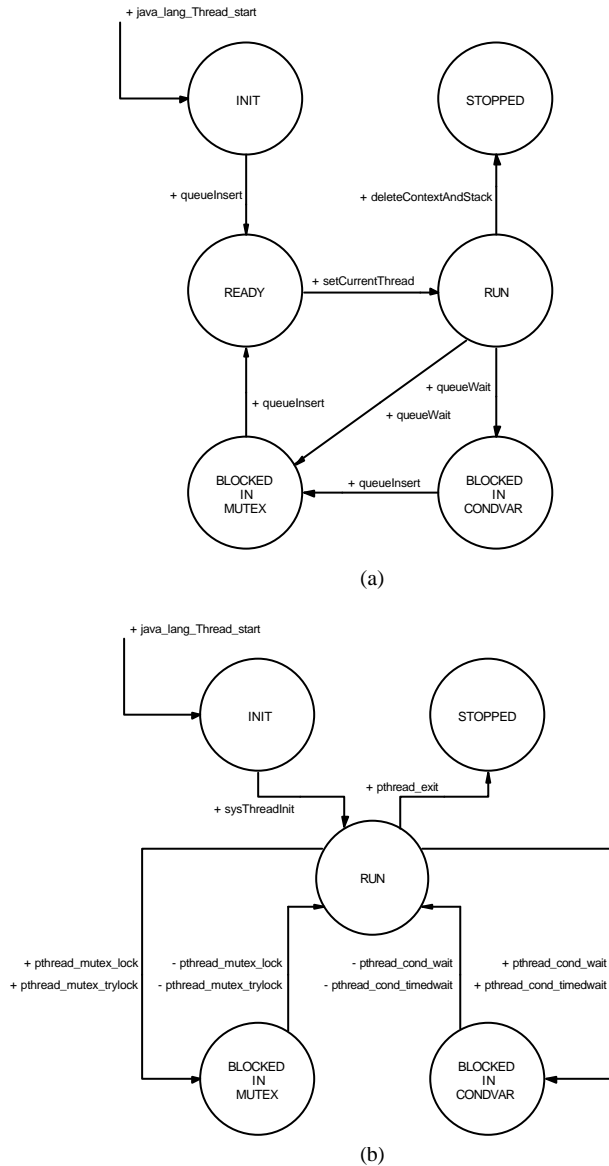 + java_lang_Thread_start
INIT
STOPPED
+ queueInsert
+ deleteContextAndStack
READY
+ setCurrentThread
RUN
+ queueWait
+ queueInsert
+ queueWait
BLOCKED
IN
MUTEX
+ queueInsert
BLOCKED
IN
CONDVAR
(a)
+ java_lang_Thread_start
INIT
STOPPED
+ pthread_exit
+ sysThreadInit
RUN
+ pthread_mutex_lock
+ pthread_mutex_trylock
- pthread_mutex_lock
- pthread_mutex_trylock
- pthread_cond_wait
- pthread_cond_timedwait
+ pthread_cond_wait
+ pthread_cond_timedwait
BLOCKED
IN
MUTEX
BLOCKED
IN
CONDVAR
(b)